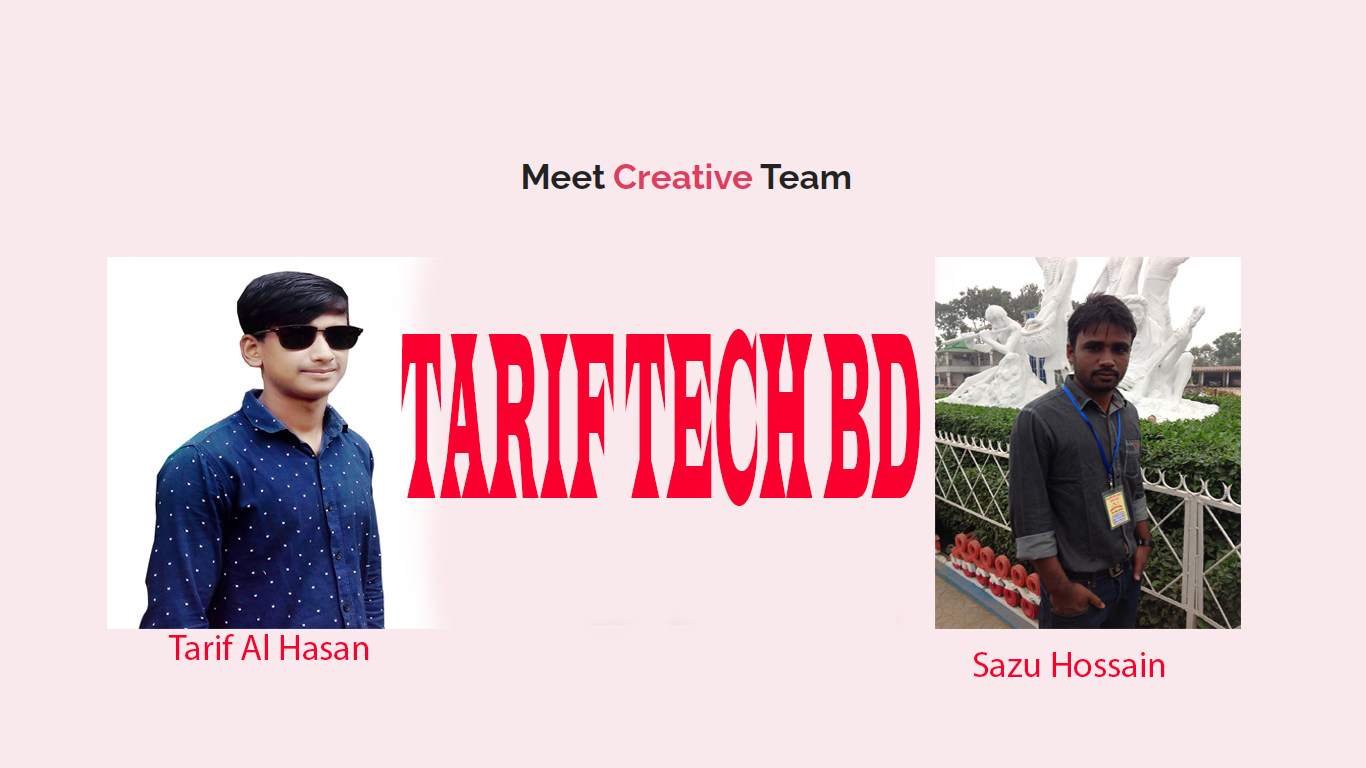 Meet Creative Team
TARIF TECH BD
Tarif Al Hasan
Sazu Hossain